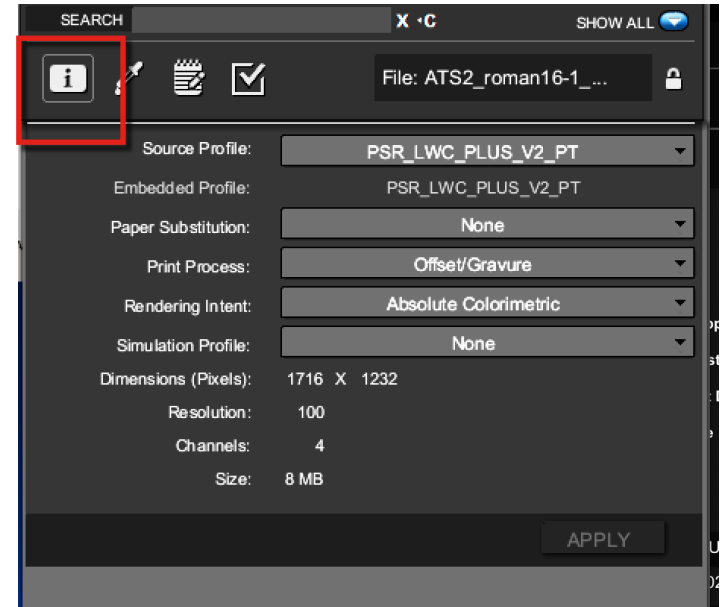 SEARCH X C SHOW ALL
i File: ATS2_roman16-1_...
Source Profile: PSR_LWC_PLUS_V2_PT
Embedded Profile: PSR_LWC_PLUS_V2_PT
Paper Substitution: None
Print Process: Offset/Gravure
Rendering Intent: Absolute Colorimetric
Simulation Profile: None
Dimensions (Pixels): 1716 X 1232
Resolution: 100
Channels: 4
Size: 8 MB
APPLY